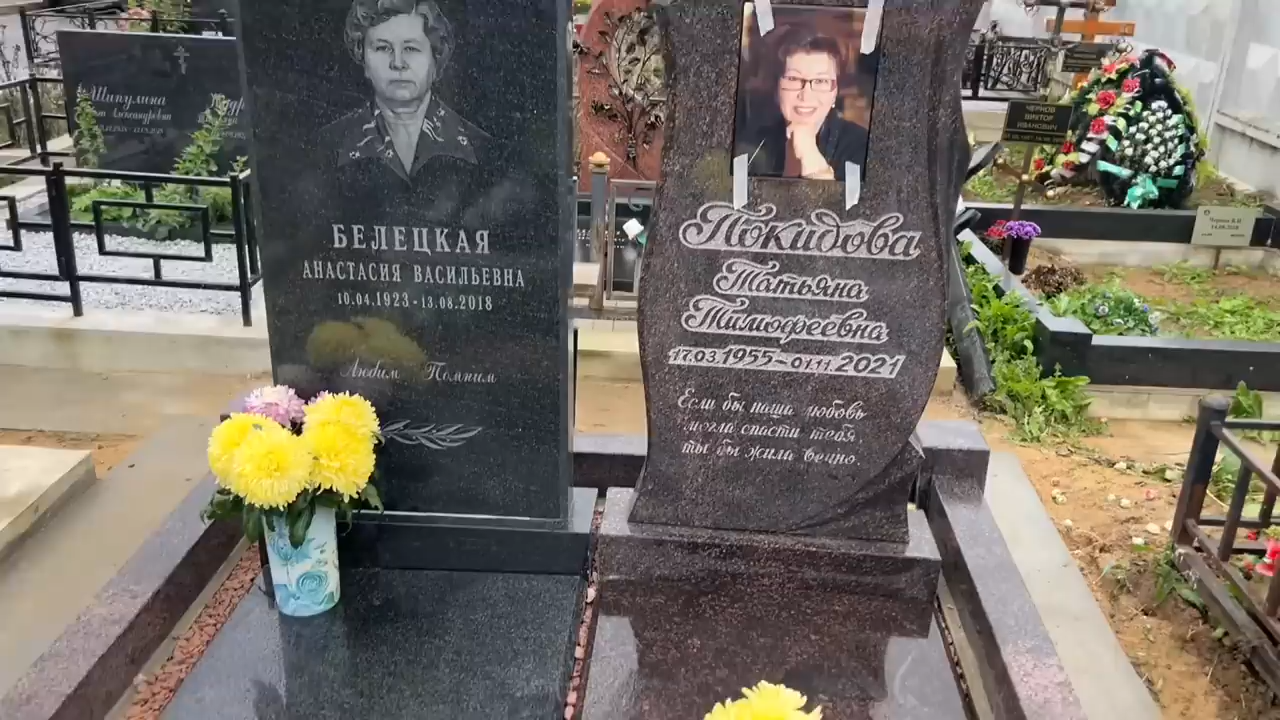 БЕЛЕЦКАЯ
АНАСТАСИЯ ВАСИЛЬЕВНА
10.04.1923 - 13.08.2018
Любим Помним
Покидова
Татьяна
Тимофеевна
17.03.1955 - 01.11.2021
Если бы наша любовь
могла спасти тебя,
ты бы жила вечно.
Шипулина
ЧЕРНОВ
ВИКТОР
ИВАНОВИЧ